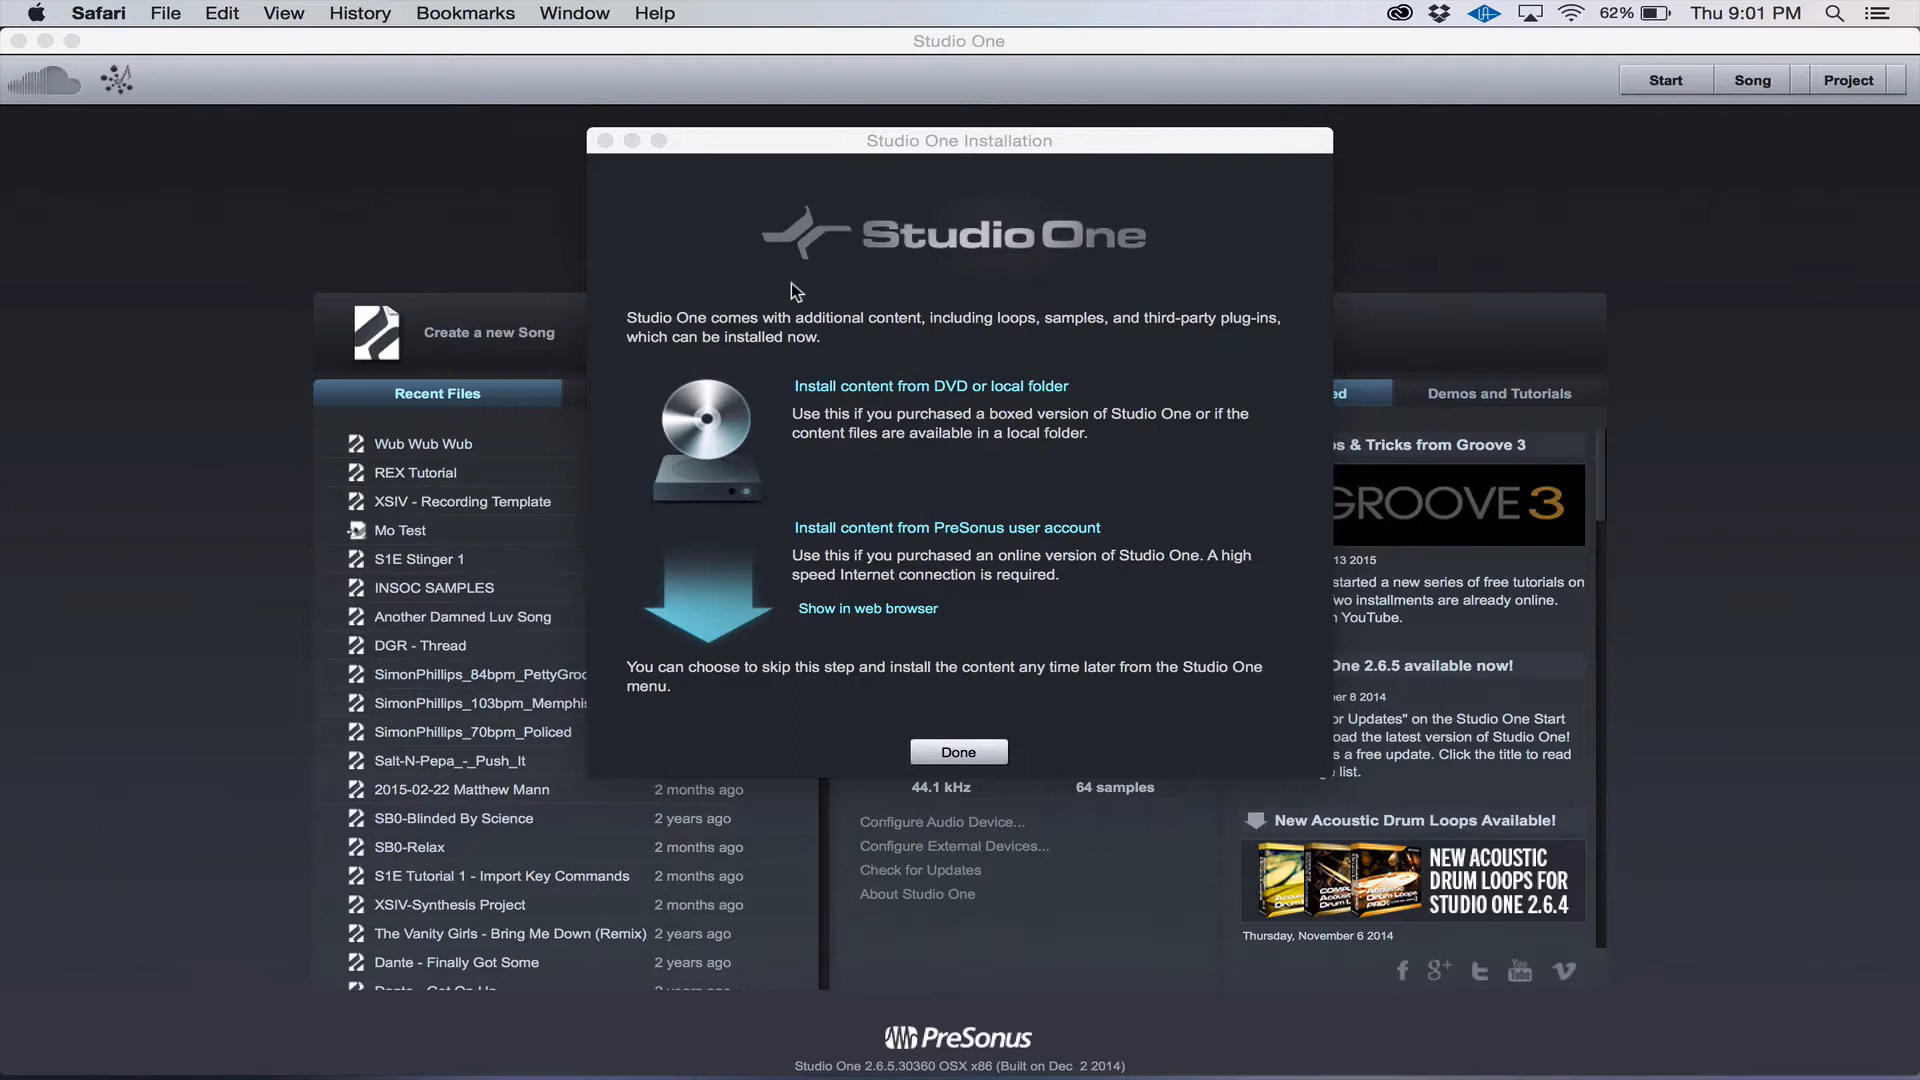 Safari File Edit View History Bookmarks Window Help 62% Thu 9:01 PM
Studio One
Start Song Project
Studio One Installation
Studio One
Studio One comes with additional content, including loops, samples, and third-party plug-ins,
which can be installed now.
Install content from DVD or local folder
Use this if you purchased a boxed version of Studio One or if the
content files are available in a local folder.
Install content from PreSonus user account
Use this if you purchased an online version of Studio One. A high
speed Internet connection is required.
Show in web browser
You can choose to skip this step and install the content any time later from the Studio One
menu.
Done
Create a new Song
Recent Files
Wub Wub Wub
REX Tutorial
XSIV - Recording Template
Mo Test
S1E Stinger 1
INSOC SAMPLES
Another Damned Luv Song
DGR - Thread
SimonPhillips_84bpm_PettyGroo
SimonPhillips_103bpm_Memphis
SimonPhillips_70bpm_Policed
Salt-N-Pepa_-_Push_It
2015-02-22 Matthew Mann 2 months ago
SB0-Blinded By Science 2 years ago
SB0-Relax 2 months ago
S1E Tutorial 1 - Import Key Commands 2 months ago
XSIV-Synthesis Project 2 months ago
The Vanity Girls - Bring Me Down (Remix) 2 years ago
Dante - Finally Got Some 2 years ago
44.1 kHz 64 samples
Configure Audio Device...
Configure External Devices...
Check for Updates
About Studio One
ed Demos and Tutorials
s & Tricks from Groove 3
GROOVE 3
13 2015
started a new series of free tutorials on
Two installments are already online.
n YouTube.
One 2.6.5 available now!
er 8 2014
or Updates" on the Studio One Start
oad the latest version of Studio One!
s a free update. Click the title to read
list.
New Acoustic Drum Loops Available!
NEW ACOUSTIC
DRUM LOOPS FOR
STUDIO ONE 2.6.4
Thursday, November 6 2014
PreSonus
Studio One 2.6.5.30360 OSX x86 (Built on Dec 2 2014)